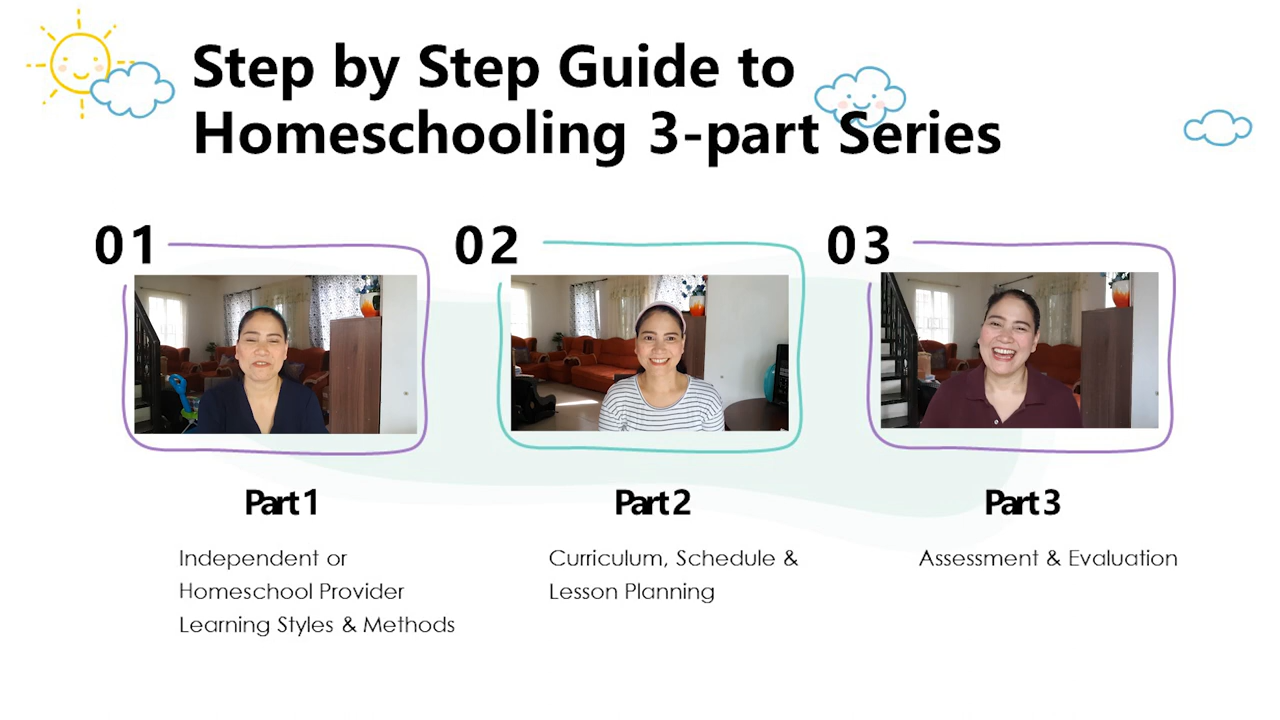 Step by Step Guide to
Homeschooling 3-part Series
01
02
03
Part 1
Part 2
Part 3
Independent or
Homeschool Provider
Learning Styles & Methods
Curriculum, Schedule &
Lesson Planning
Assessment & Evaluation